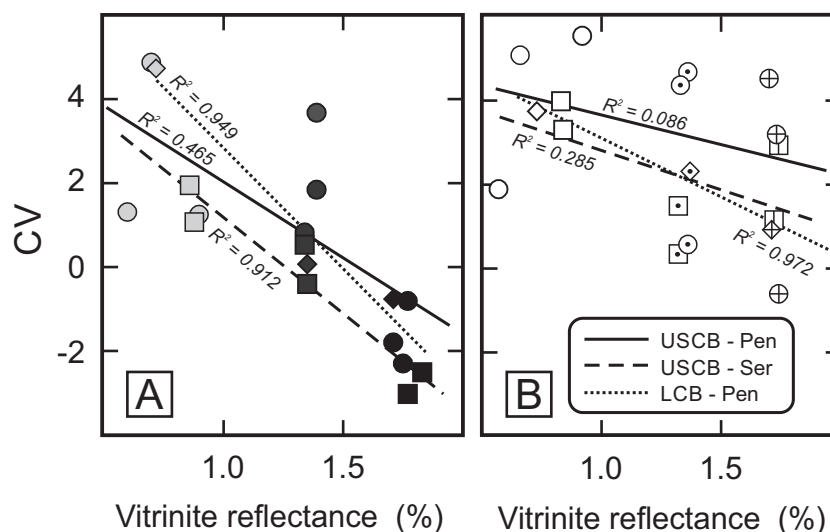 CV
4
2
0
-2
R² = 0.949
R² = 0.465
R² = 0.912
A
1.0 1.5
Vitrinite reflectance (%)
R² = 0.086
R² = 0.285
R² = 0.972
USCB - Pen
USCB - Ser
LCB - Pen
B
1.0 1.5
Vitrinite reflectance (%)